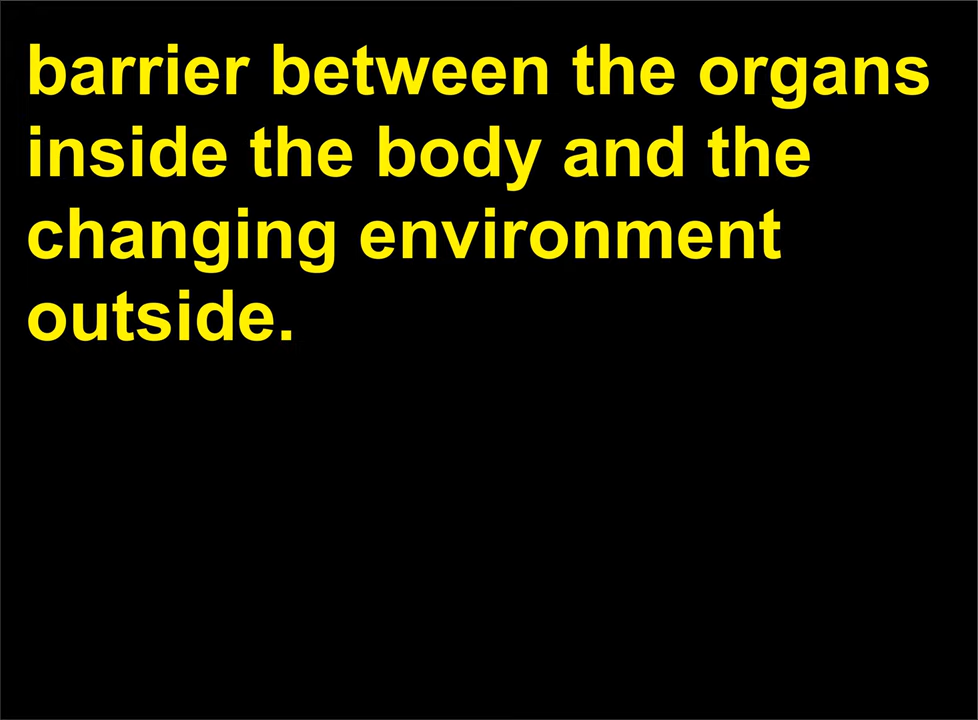 barrier between the organs
inside the body and the
changing environment
outside.